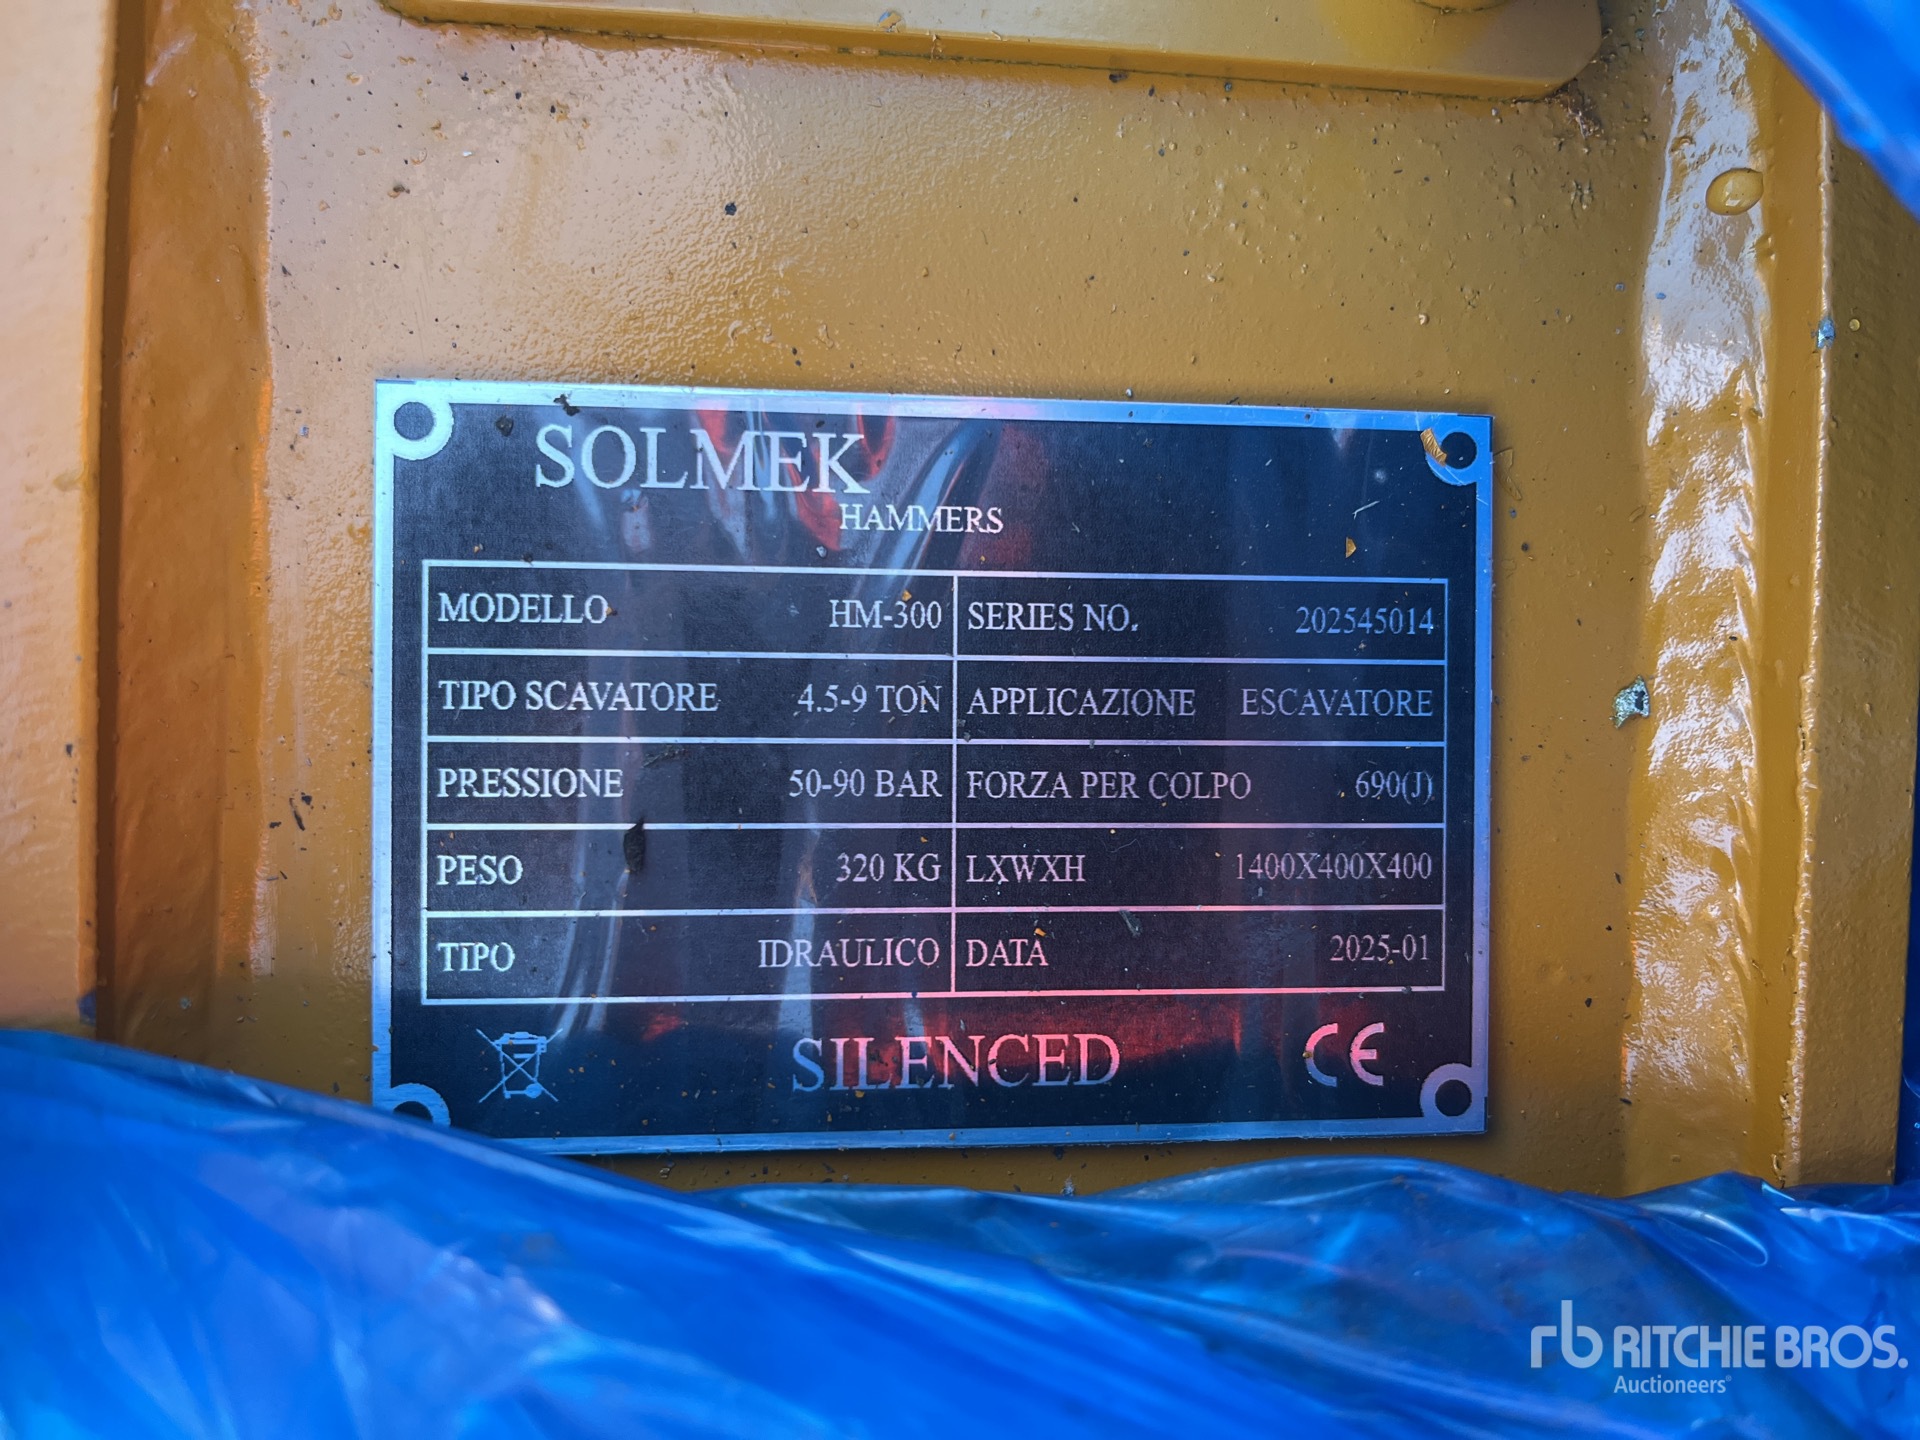 SOLMEK
HAMMERS
MODELLO HM-300 SERIES NO. 202545014
TIPO SCAVATORE 4.5-9 TON APPLICAZIONE ESCAVATORE
PRESSIONE 50-90 BAR FORZA PER COLPO 690(J)
PESO 320 KG LXWXH 1400X400X400
TIPO IDRAULICO DATA 2025-01
SILENCED CE
rb RITCHIE BROS.
Auctioneers